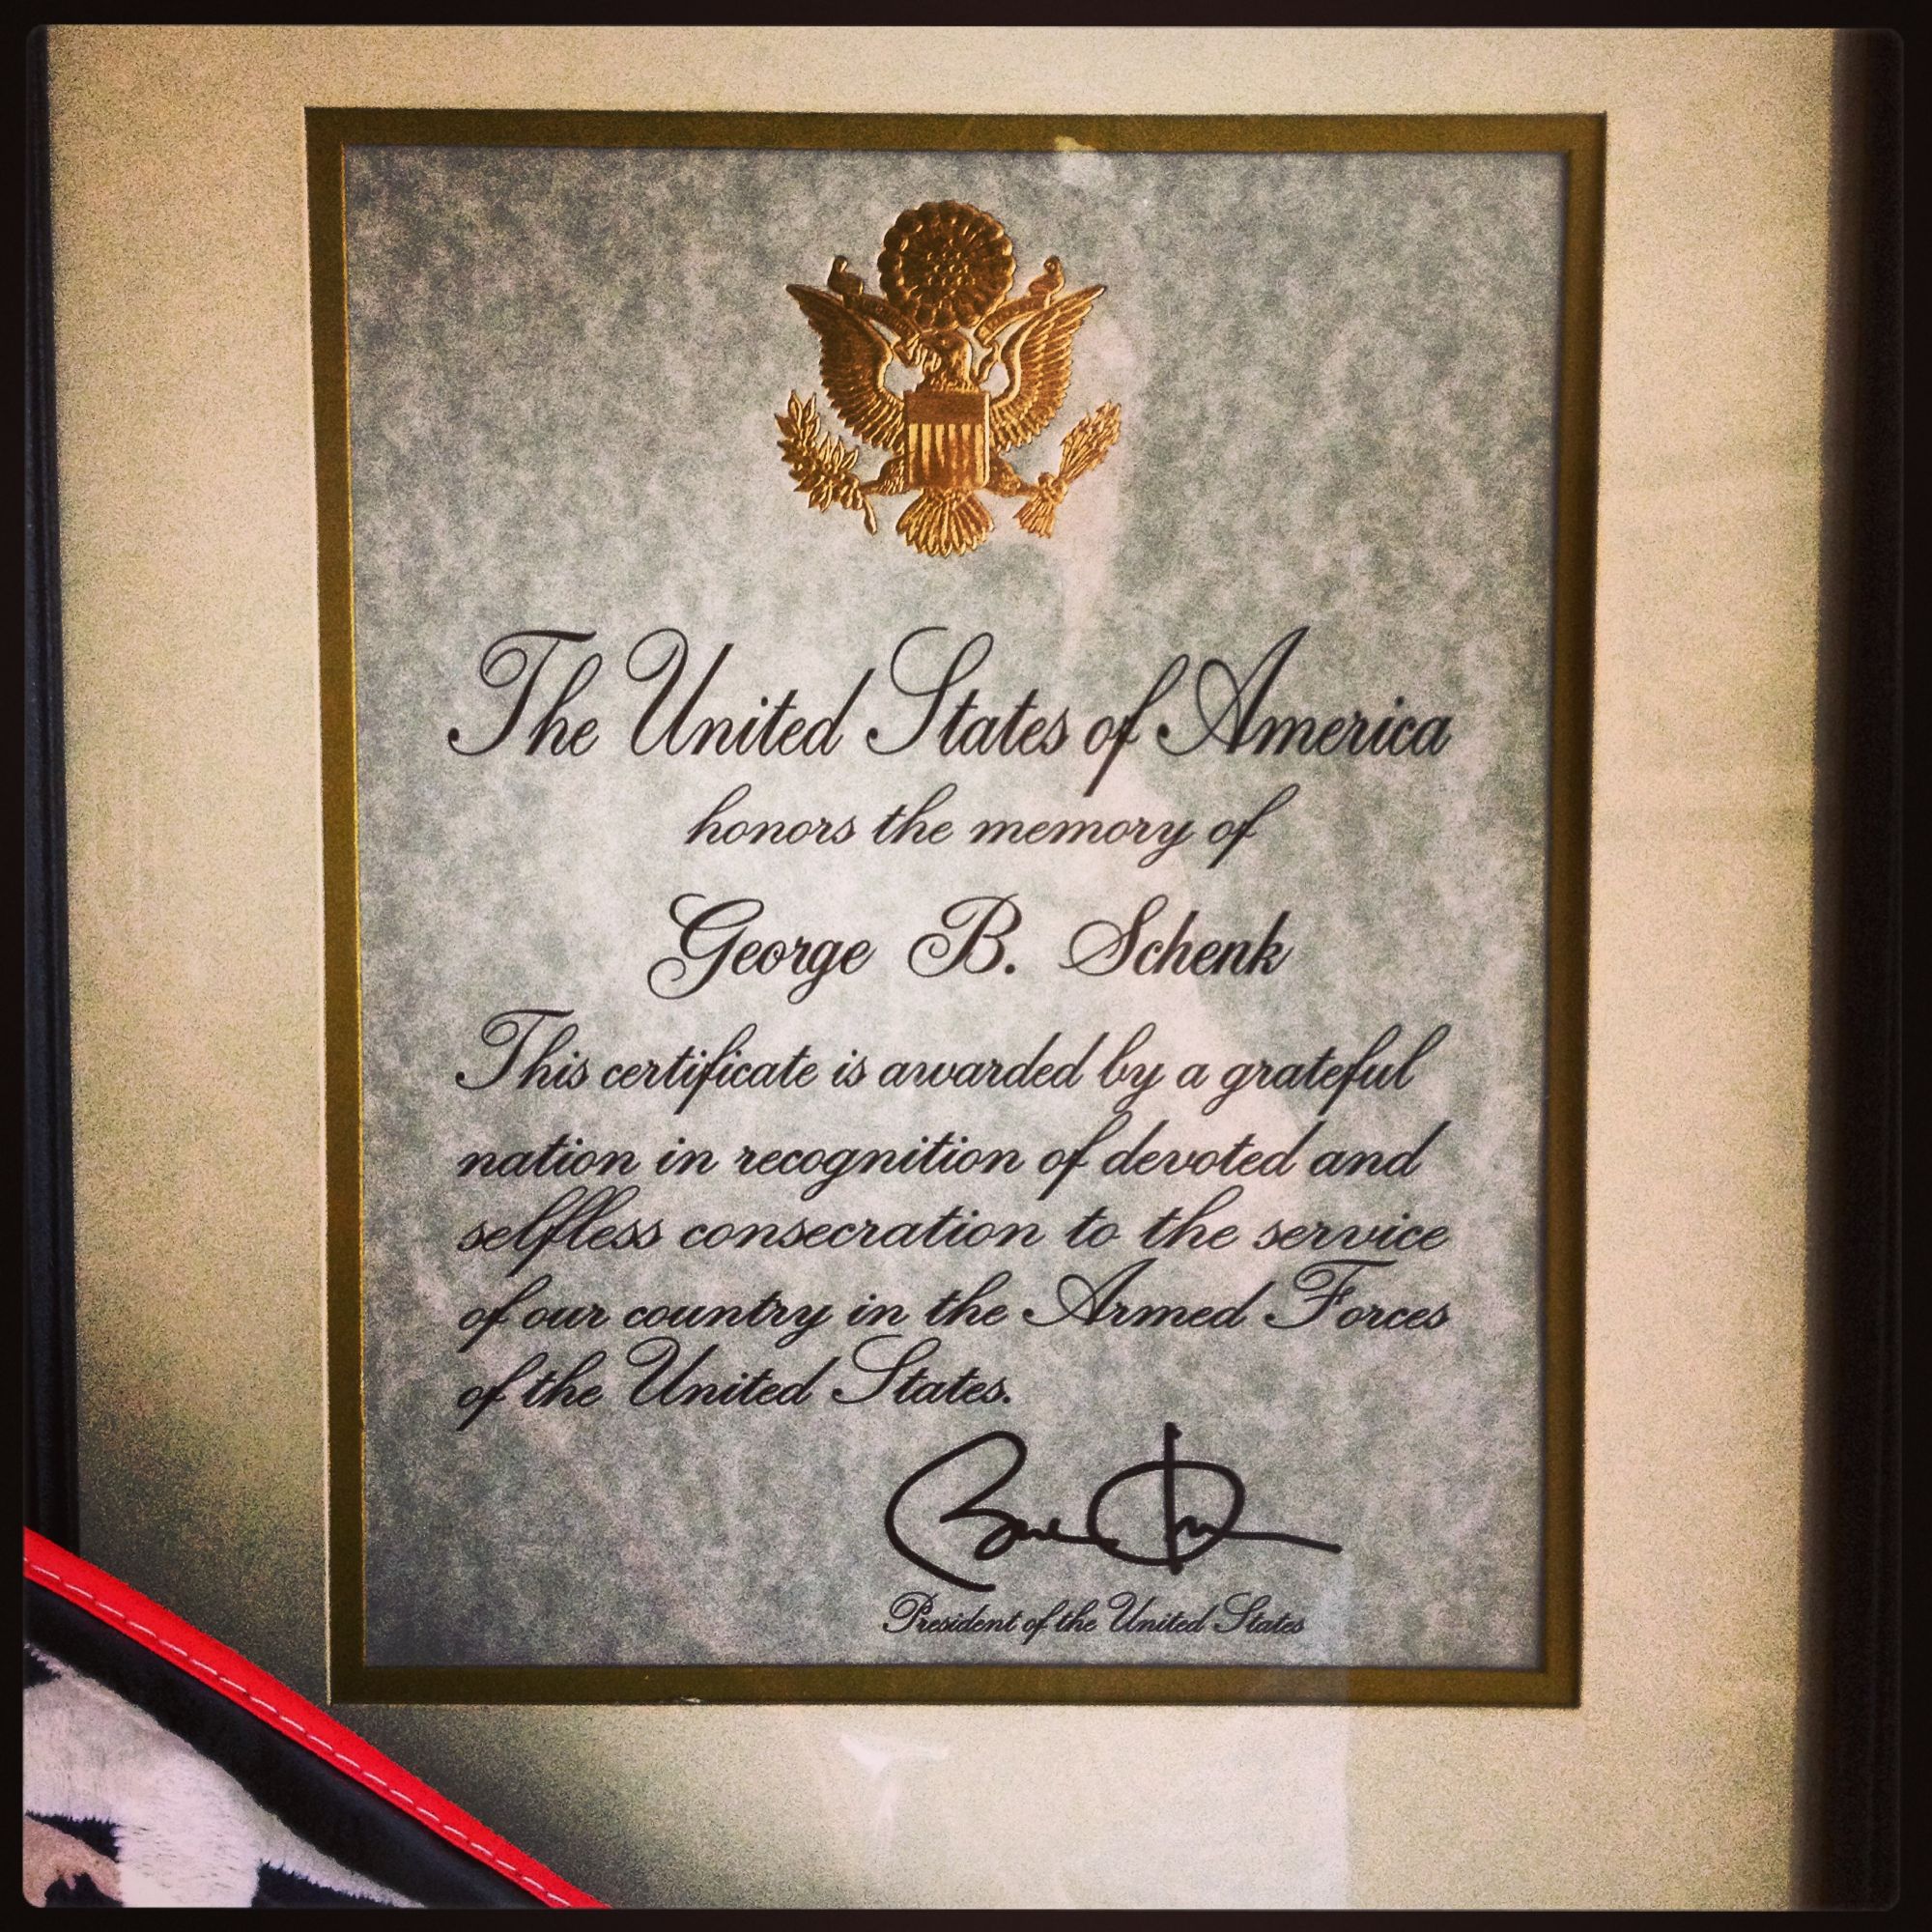 The United States of America
honors the memory of
George B. Schenk
This certificate is awarded by a grateful
nation in recognition of devoted and
selfless consecration to the service
of our country in the Armed Forces
of the United States.
President of the United States